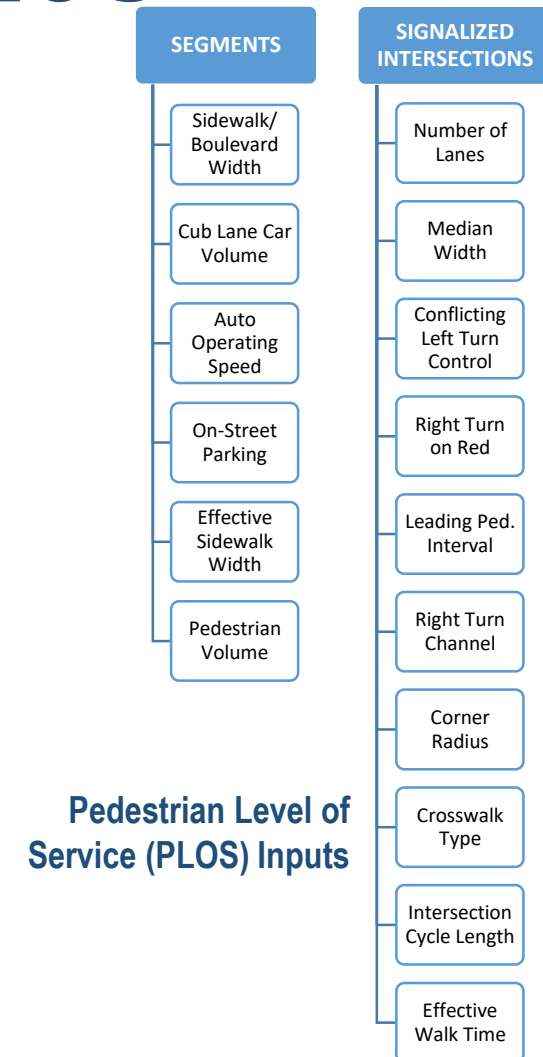 SEGMENTS
Sidewalk/
Boulevard
Width
Cub Lane Car
Volume
Auto
Operating
Speed
On-Street
Parking
Effective
Sidewalk
Width
Pedestrian
Volume
SIGNALIZED
INTERSECTIONS
Number of
Lanes
Median
Width
Conflicting
Left Turn
Control
Right Turn
on Red
Leading Ped.
Interval
Right Turn
Channel
Corner
Radius
Crosswalk
Type
Intersection
Cycle Length
Effective
Walk Time
Pedestrian Level of
Service (PLOS) Inputs